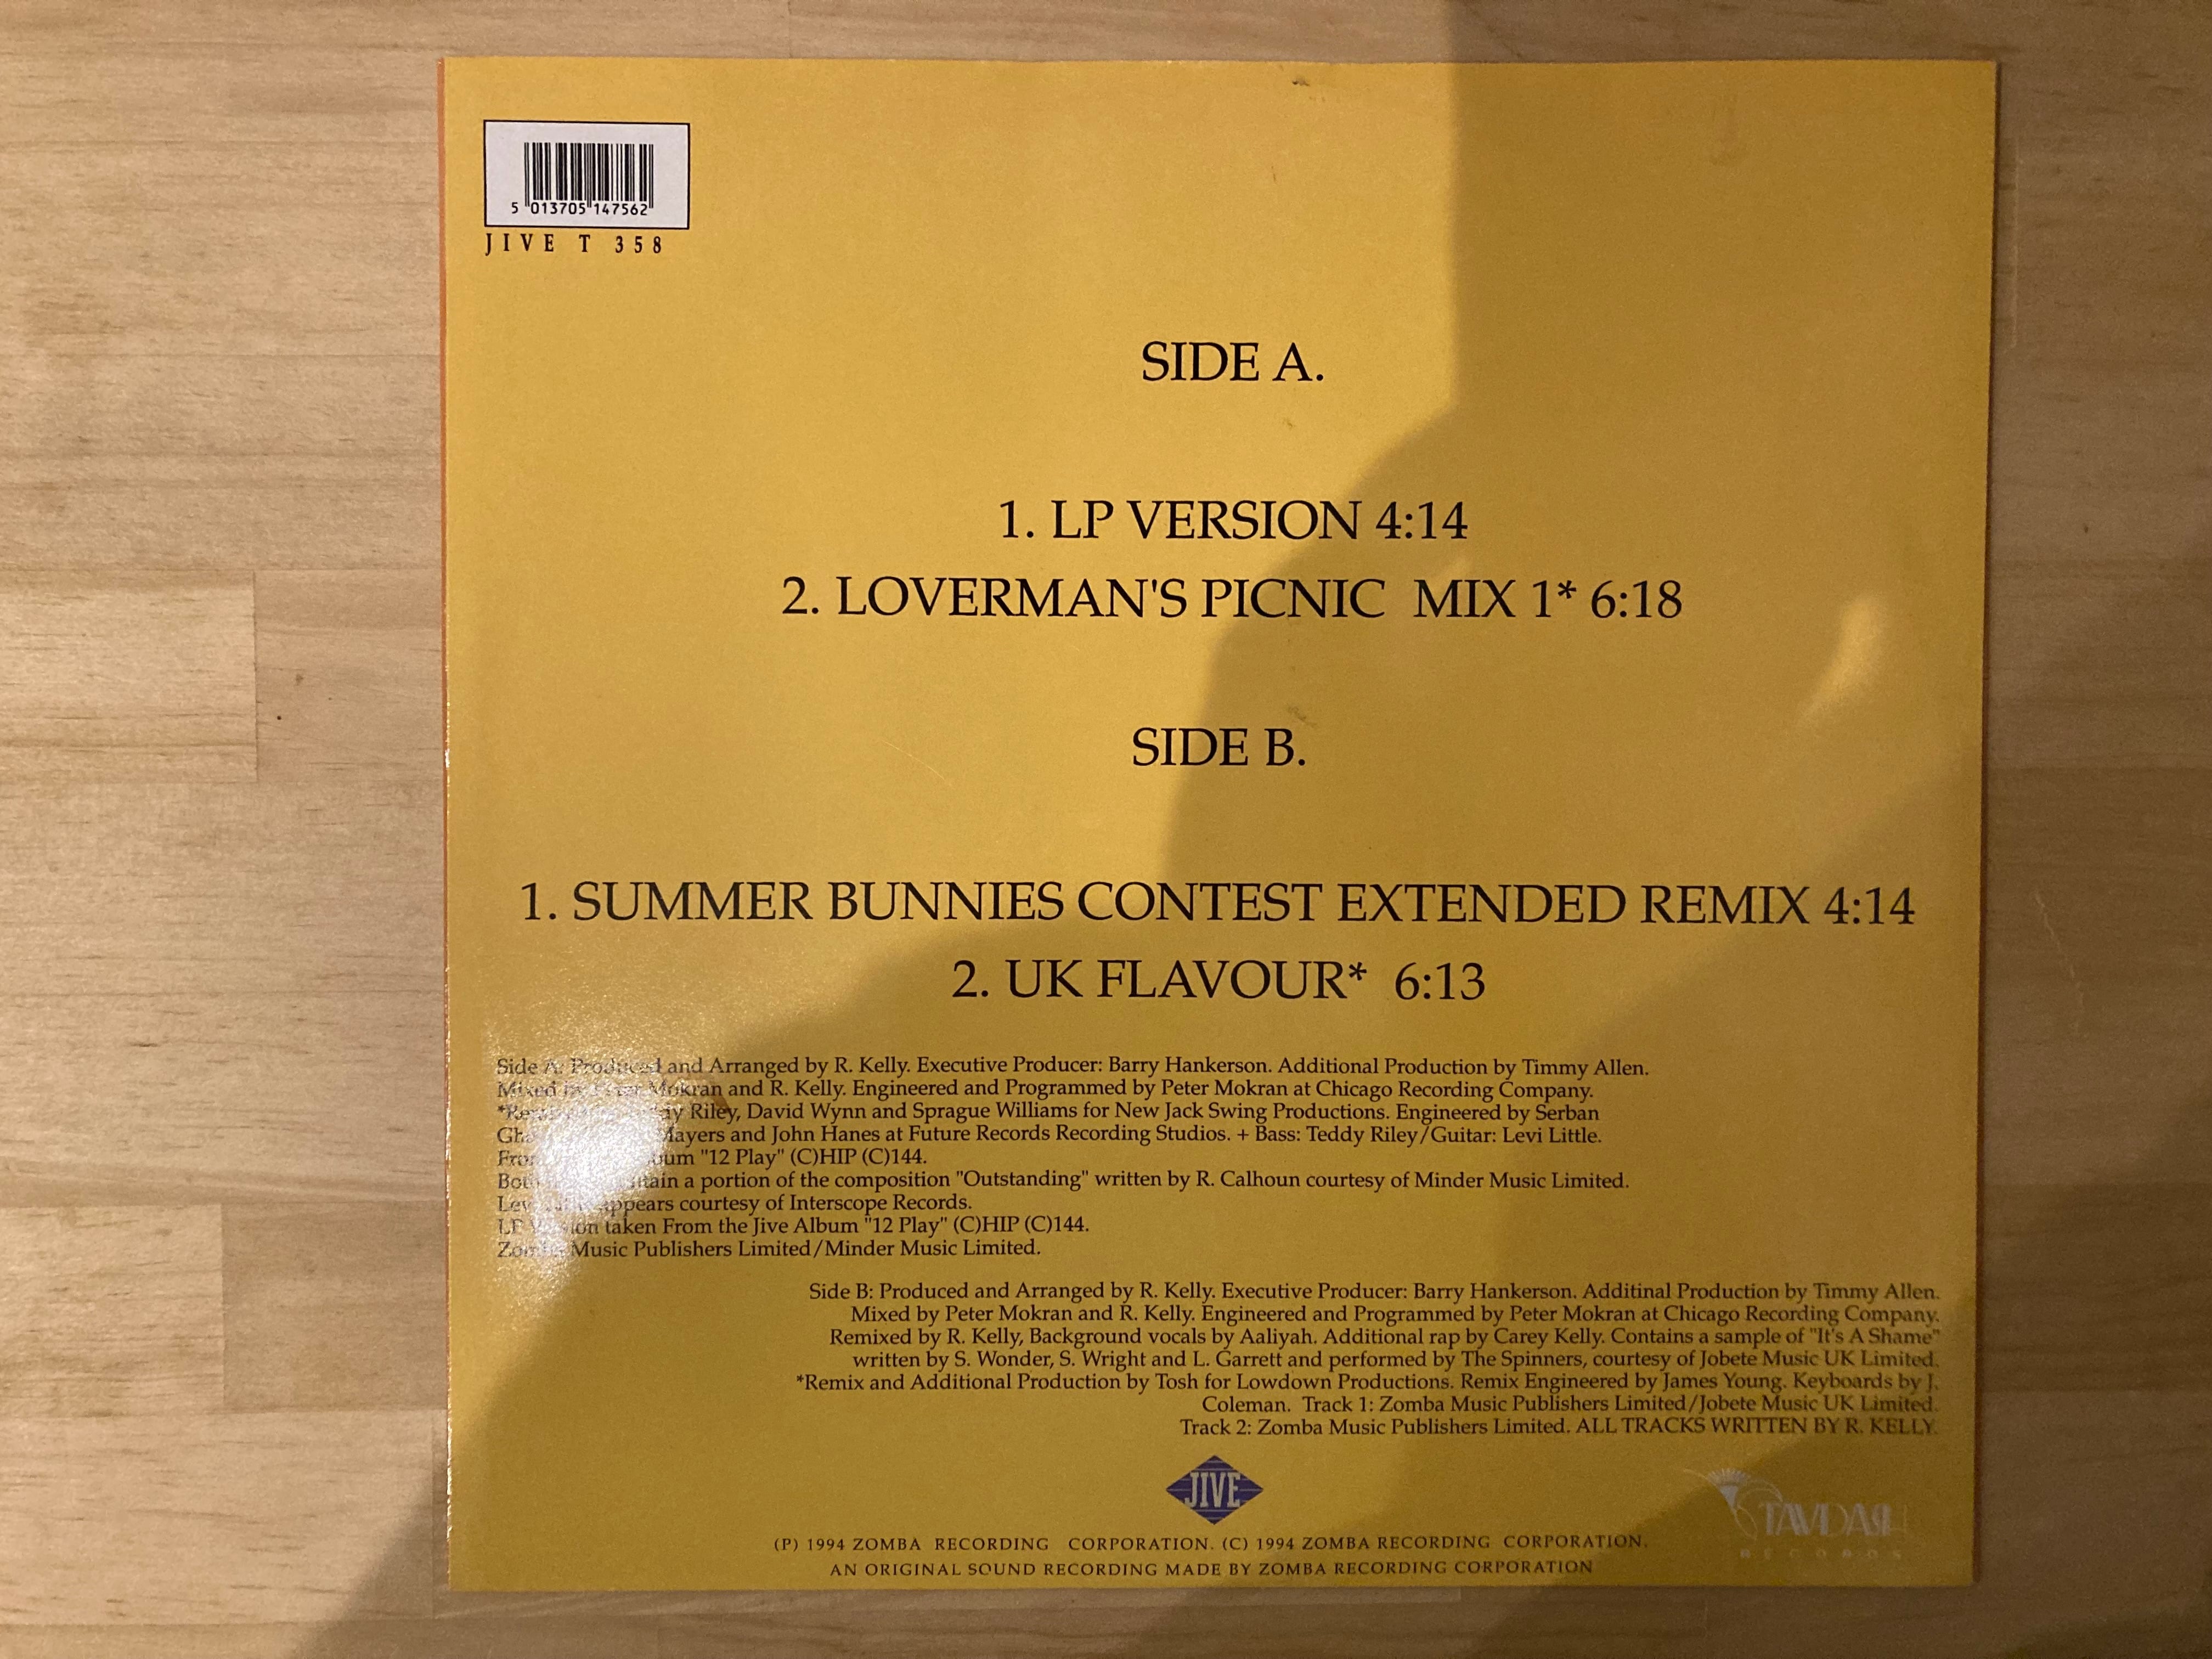 5 013705 147562
JIVE T 358
SIDE A.
1. LP VERSION 4:14
2. LOVERMAN'S PICNIC MIX 1* 6:18
SIDE B.
1. SUMMER BUNNIES CONTEST EXTENDED REMIX 4:14
2. UK FLAVOUR* 6:13
Side A: Produced and Arranged by R. Kelly. Executive Producer: Barry Hankerson. Additional Production by Timmy Allen.
Mixed by Peter Mokran and R. Kelly. Engineered and Programmed by Peter Mokran at Chicago Recording Company.
Riley, David Wynn and Sprague Williams for New Jack Swing Productions. Engineered by Serban
Mayers and John Hanes at Future Records Recording Studios. + Bass: Teddy Riley/Guitar: Levi Little.
"12 Play" (C)HIP (C)144.
a portion of the composition "Outstanding" written by R. Calhoun courtesy of Minder Music Limited.
appears courtesy of Interscope Records.
LP Version taken From the Jive Album "12 Play" (C)HIP (C)144.
Zomba Music Publishers Limited/Minder Music Limited.
Side B: Produced and Arranged by R. Kelly. Executive Producer: Barry Hankerson. Additinal Production by Timmy Allen.
Mixed by Peter Mokran and R. Kelly. Engineered and Programmed by Peter Mokran at Chicago Recording Company.
Remixed by R. Kelly, Background vocals by Aaliyah. Additional rap by Carey Kelly. Contains a sample of "It's A Shame"
written by S. Wonder, S. Wright and L. Garrett and performed by The Spinners, courtesy of Jobete Music UK Limited.
*Remix and Additional Production by Tosh for Lowdown Productions. Remix Engineered by James Young. Keyboards by J.
Coleman. Track 1: Zomba Music Publishers Limited/Jobete Music UK Limited.
Track 2: Zomba Music Publishers Limited. ALL TRACKS WRITTEN BY R. KELLY.
JIVE
RECORDS
(P) 1994 ZOMBA RECORDING CORPORATION. (C) 1994 ZOMBA RECORDING CORPORATION.
AN ORIGINAL SOUND RECORDING MADE BY ZOMBA RECORDING CORPORATION